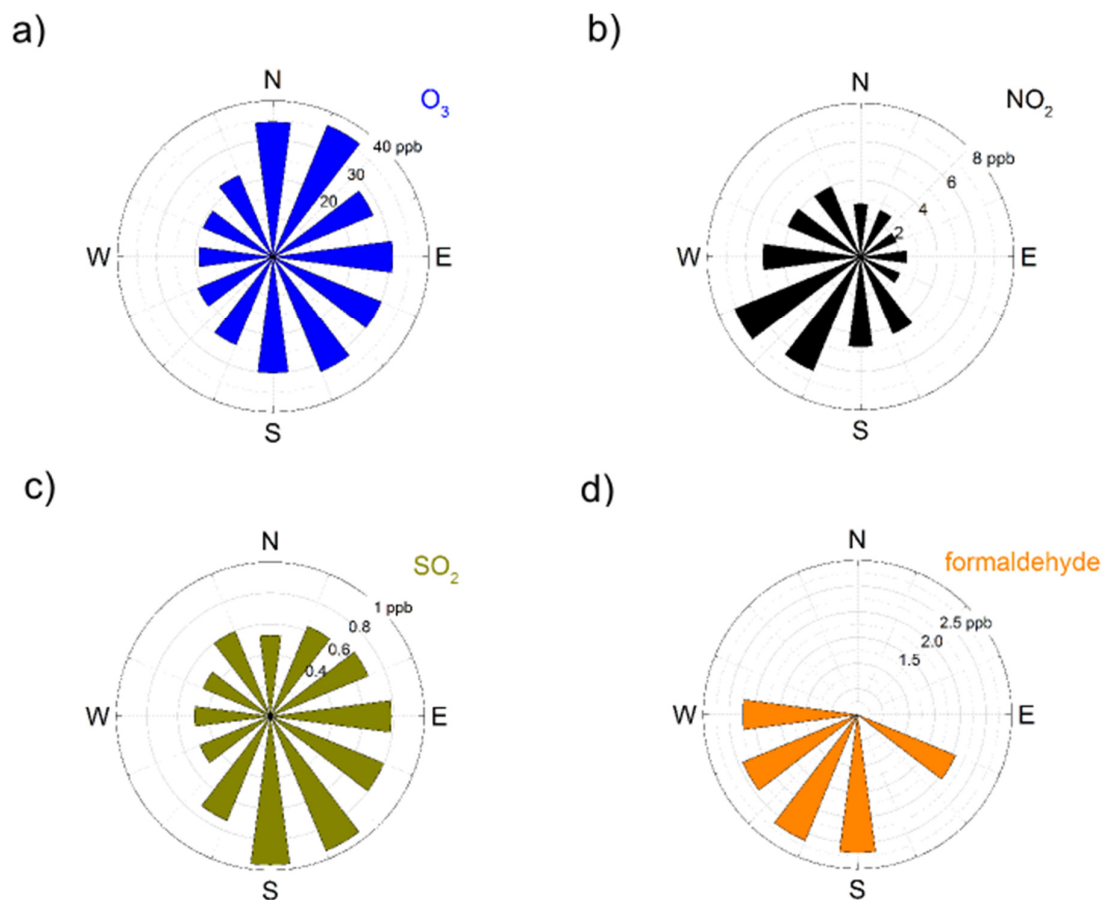 a)
N
O₃
40 ppb
30
20
W
E
S
b)
N
NO₂
8 ppb
6
4
2
W
E
S
c)
N
SO₂
1 ppb
0.8
0.6
0.4
W
E
S
d)
N
formaldehyde
2.5 ppb
2.0
1.5
W
E
S